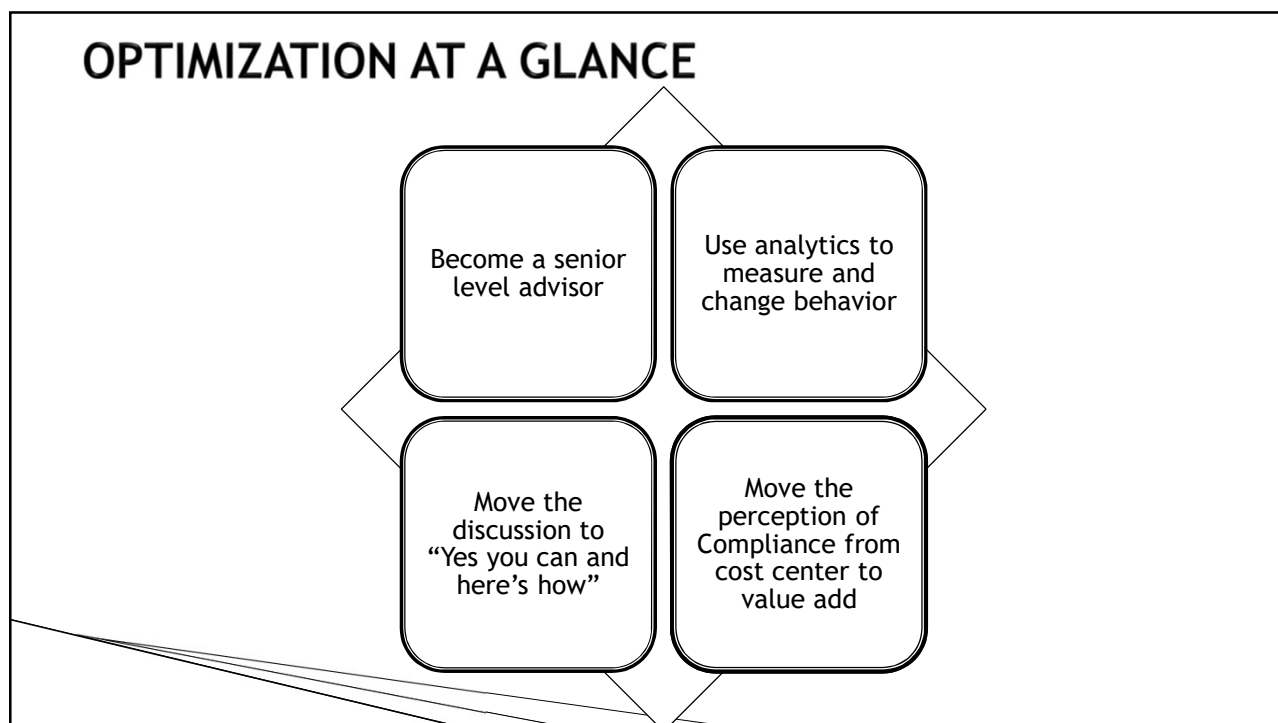 OPTIMIZATION AT A GLANCE
Become a senior
level advisor
Use analytics to
measure and
change behavior
Move the
discussion to
“Yes you can and
here’s how”
Move the
perception of
Compliance from
cost center to
value add